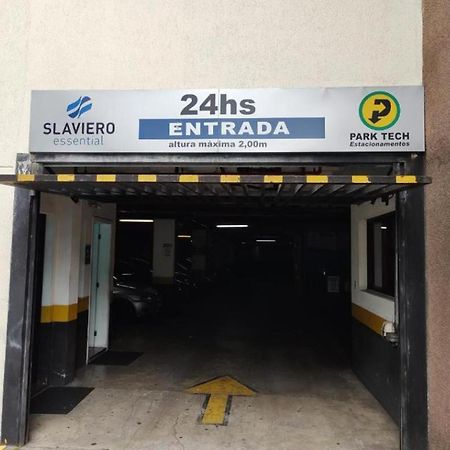 SLAVIERO
essential
24hs
ENTRADA
altura máxima 2,00m
PARK TECH
Estacionamentos